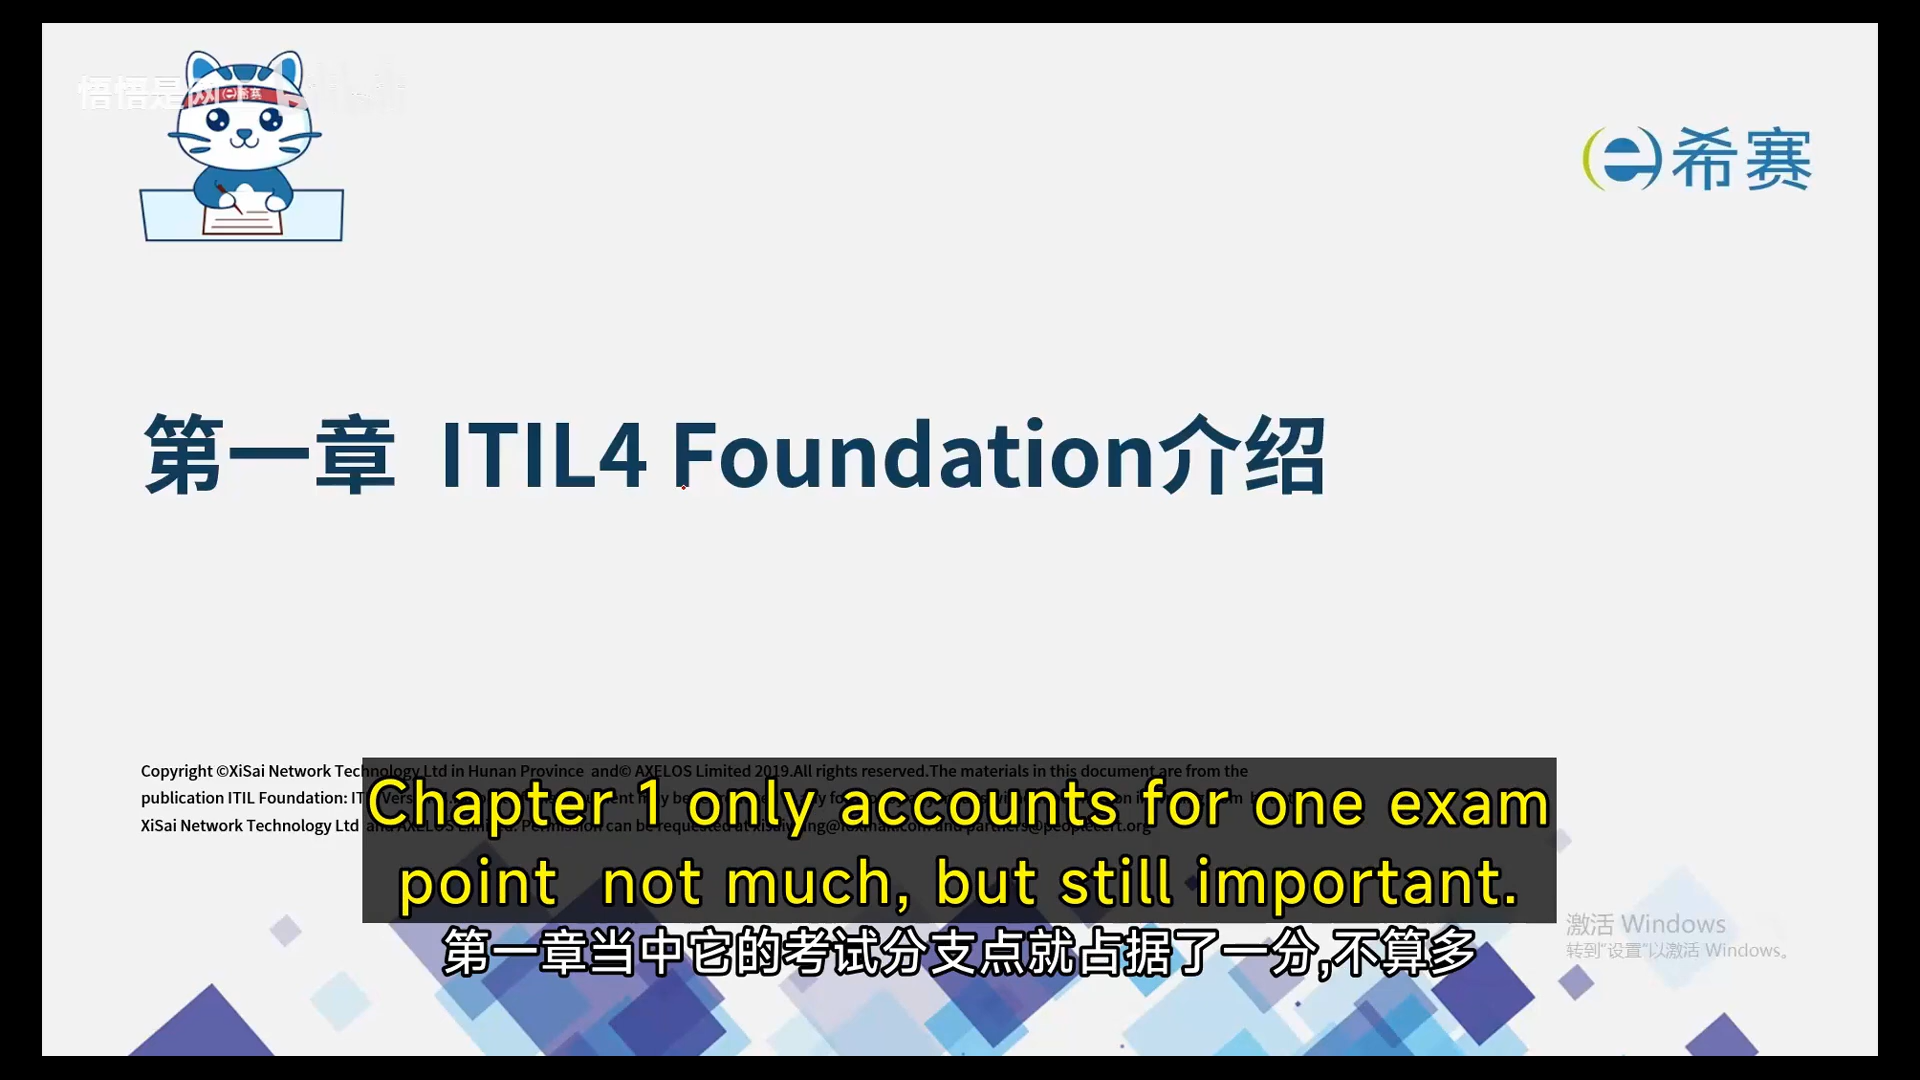 悟悟是网工
希赛
希赛
第一章 ITIL4 Foundation介绍
Copyright ©XiSai Network Technology Ltd in Hunan Province and© AXELOS Limited 2019.All rights reserved.The materials in this document are from the
publication ITIL Foundation:
XiSai Network Technology Ltd and AXELOS Limited. Permission can be requested at
Chapter 1 only accounts for one exam
point not much, but still important.
第一章当中它的考试分支点就占据了一分,不算多
激活 Windows
转到“设置”以激活 Windows。